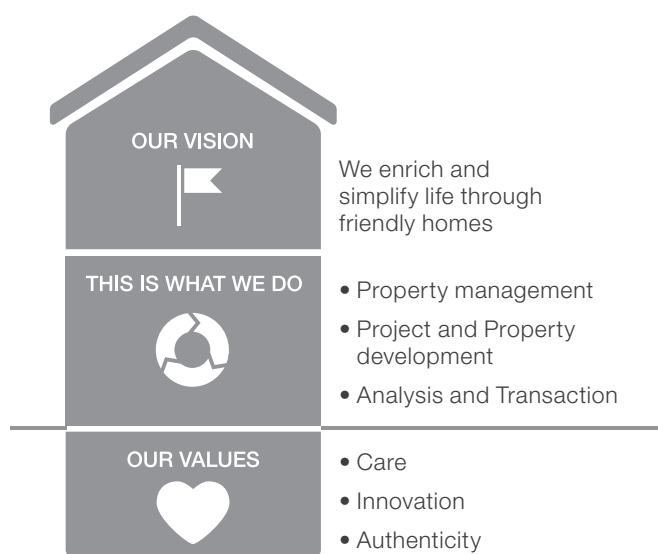 OUR VISION
We enrich and
simplify life through
friendly homes
THIS IS WHAT WE DO
• Property management
• Project and Property
development
• Analysis and Transaction
OUR VALUES
• Care
• Innovation
• Authenticity